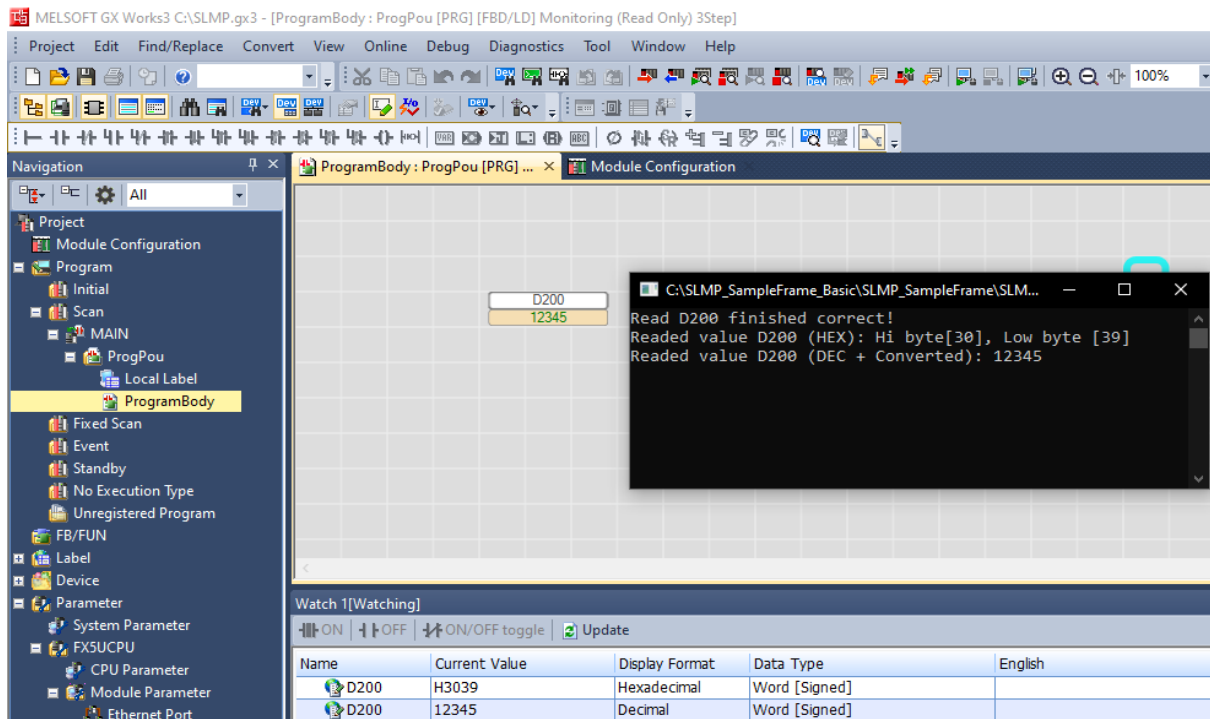 MELSOFT GX Works3 C:\SLMP.gx3 - [ProgramBody : ProgPou [PRG] [FBD/LD] Monitoring (Read Only) 3Step]
Project Edit Find/Replace Convert View Online Debug Diagnostics Tool Window Help
100%
Navigation
ProgramBody : ProgPou [PRG] ...
Module Configuration
All
Project
Module Configuration
Program
Initial
Scan
MAIN
ProgPou
Local Label
ProgramBody
Fixed Scan
Event
Standby
No Execution Type
Unregistered Program
FB/FUN
Label
Device
Parameter
System Parameter
FX5UCPU
CPU Parameter
Module Parameter
Ethernet Port
D200
12345
C:\SLMP_SampleFrame_Basic\SLMP_SampleFrame\SLM...
Read D200 finished correct!
Readed value D200 (HEX): Hi byte[30], Low byte [39]
Readed value D200 (DEC + Converted): 12345
Watch 1[Watching]
ON OFF ON/OFF toggle Update
Name Current Value Display Format Data Type English
D200 H3039 Hexadecimal Word [Signed]
D200 12345 Decimal Word [Signed]